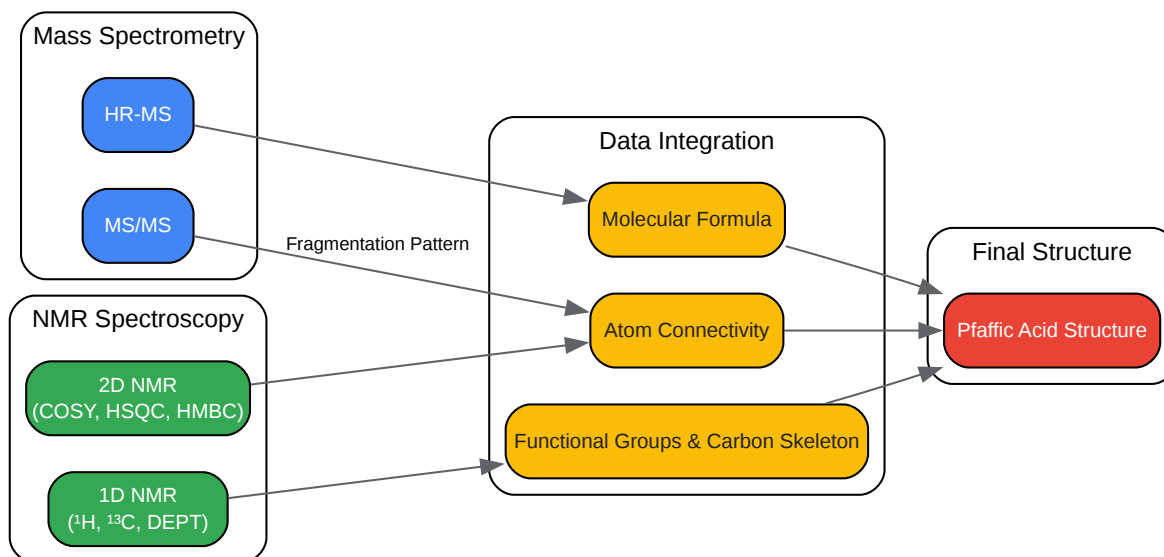 Mass Spectrometry
HR-MS
MS/MS
Fragmentation Pattern
NMR Spectroscopy
2D NMR
(COSY, HSQC, HMBC)
1D NMR
(¹H, ¹³C, DEPT)
Data Integration
Molecular Formula
Atom Connectivity
Functional Groups & Carbon Skeleton
Final Structure
Pfaffic Acid Structure